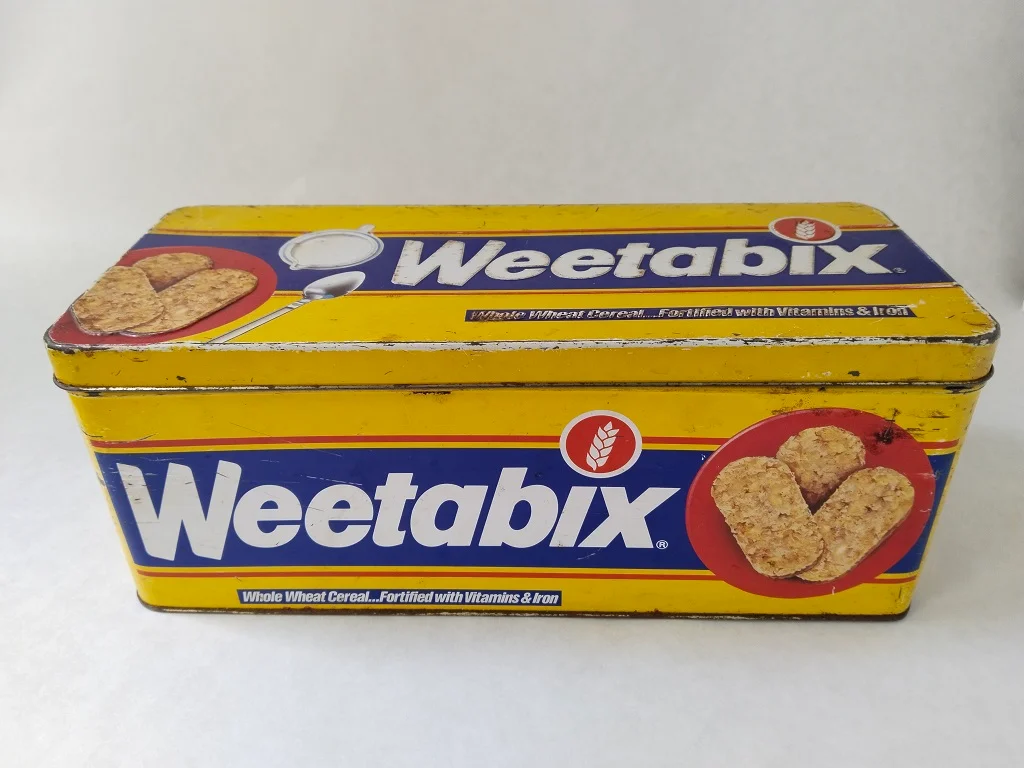 Weetabix®
Whole Wheat Cereal...Fortified with Vitamins & Iron
Weetabix®
Whole Wheat Cereal...Fortified with Vitamins & Iron